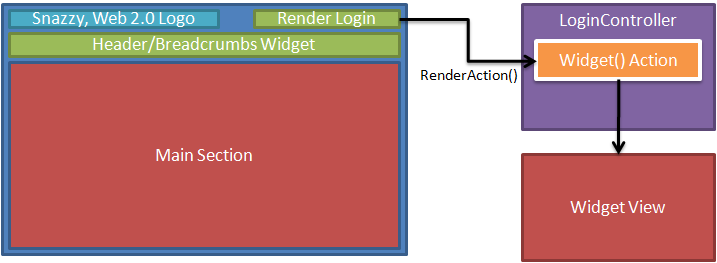 Snazzy, Web 2.0 Logo
Render Login
Header/Breadcrumbs Widget
Main Section
RenderAction()
LoginController
Widget() Action
Widget View